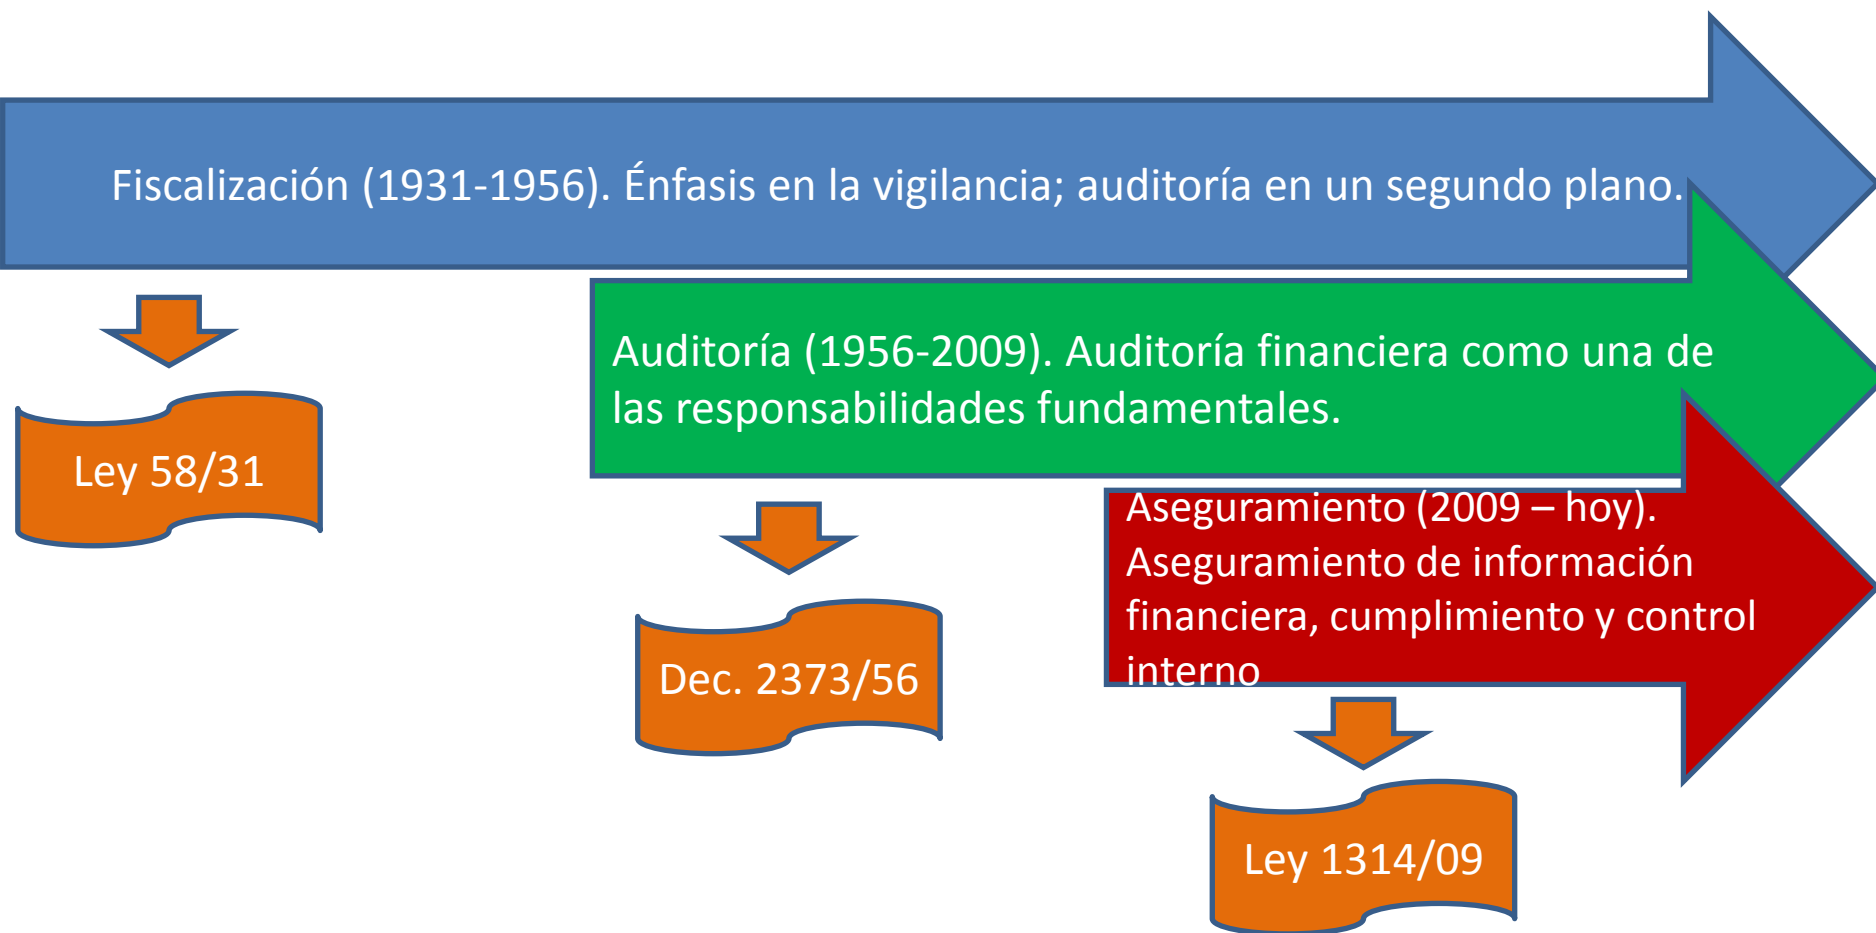 Fiscalización (1931-1956). Énfasis en la vigilancia; auditoría en un segundo plano.
Auditoría (1956-2009). Auditoría financiera como una de
las responsabilidades fundamentales.
Ley 58/31
Aseguramiento (2009 – hoy).
Aseguramiento de información
financiera, cumplimiento y control
interno
Dec. 2373/56
Ley 1314/09